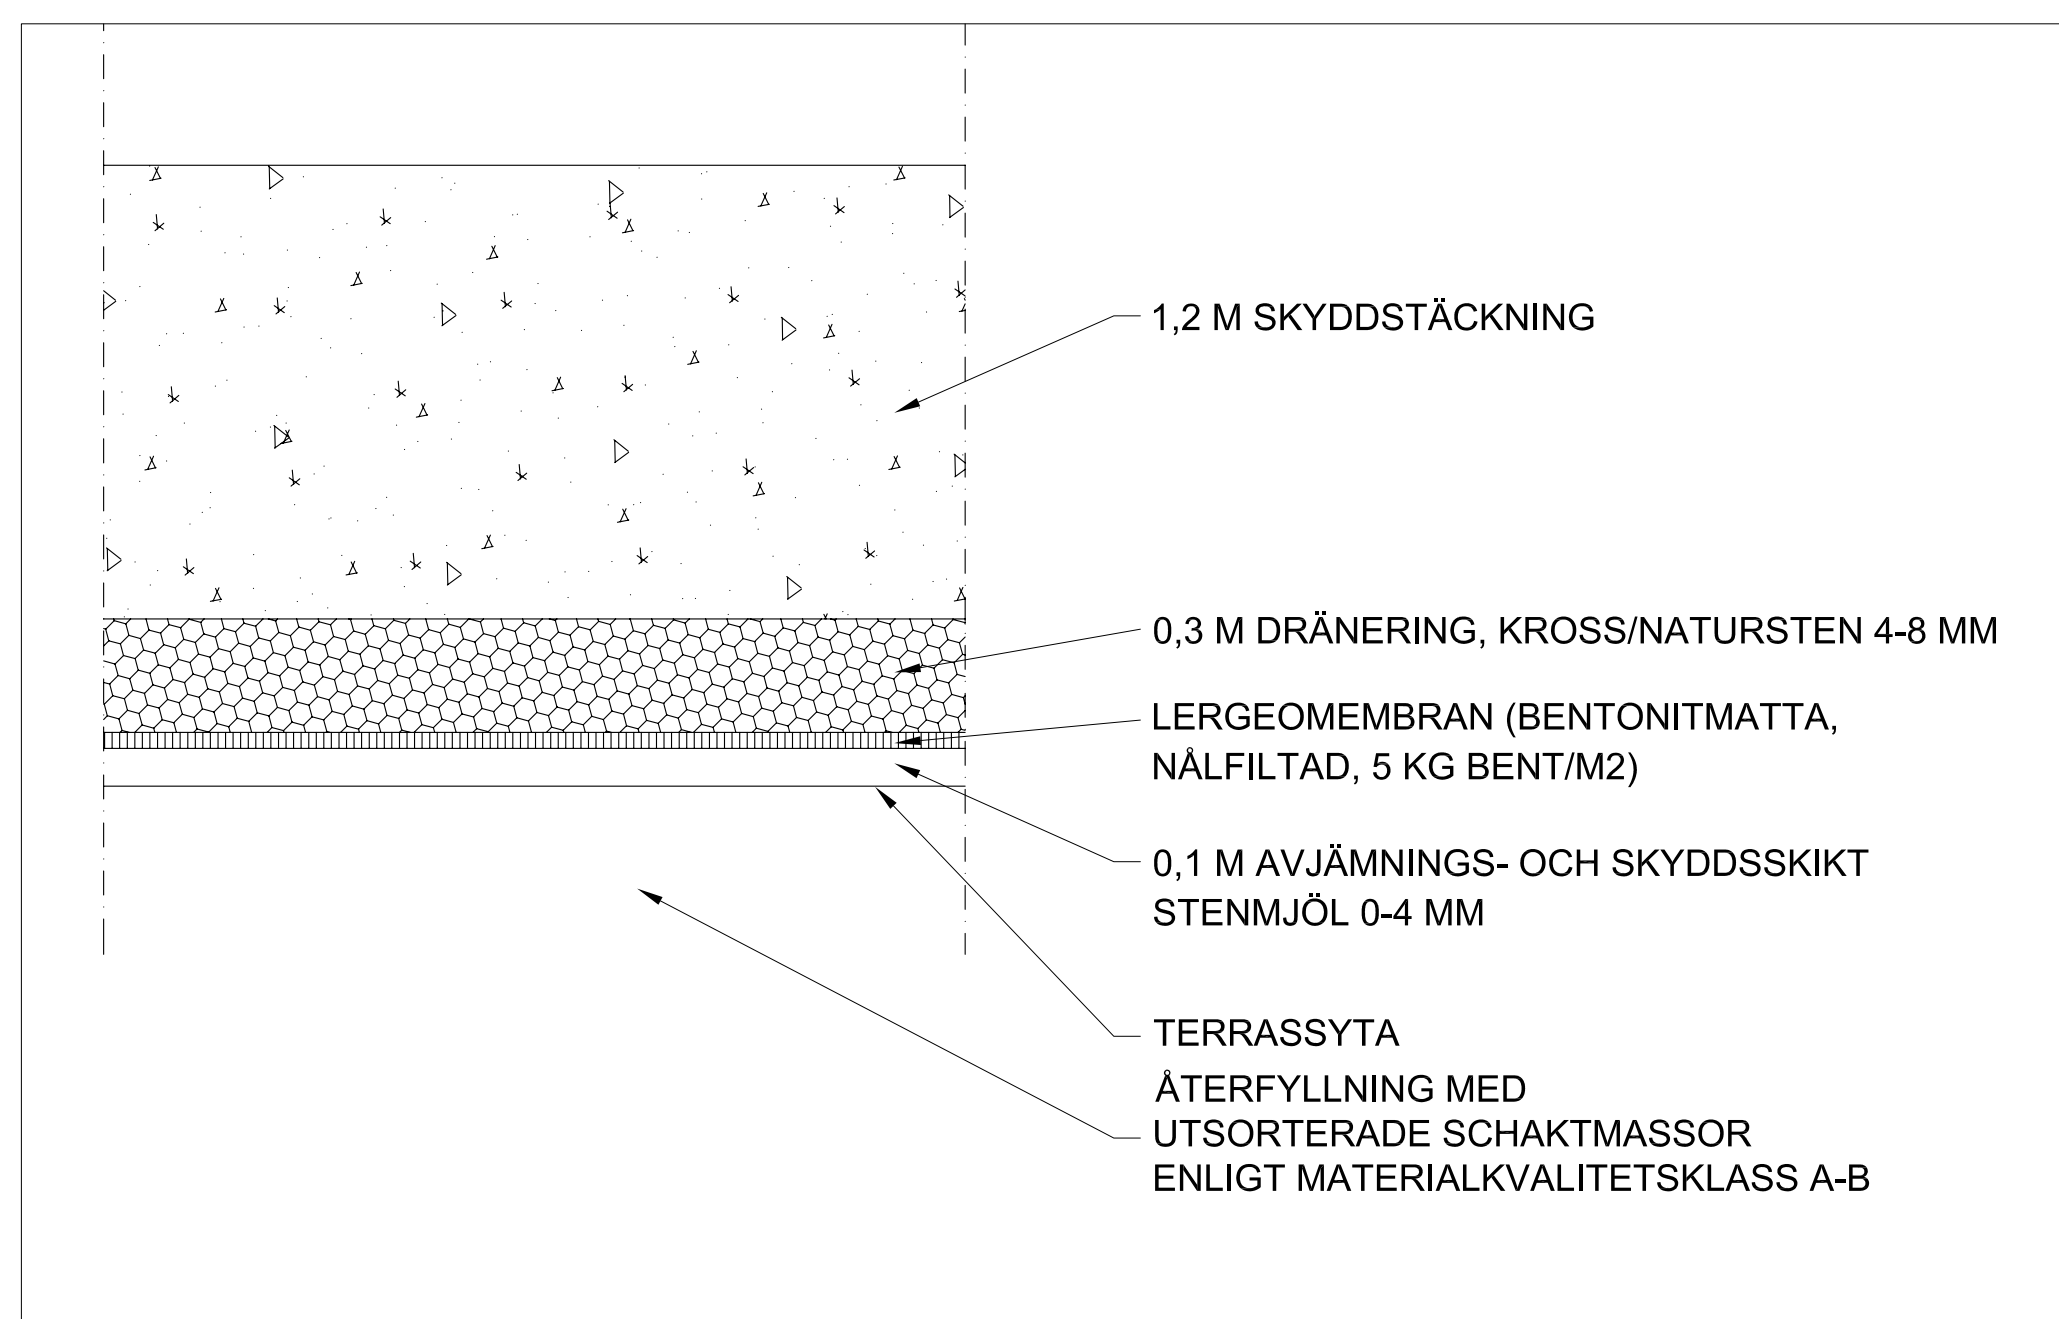 1,2 M SKYDDSTÄCKNING
0,3 M DRÄNERING, KROSS/NATURSTEN 4-8 MM
LERGEOMEMBRAN (BENTONITMATTA,
NÅLFILTAD, 5 KG BENT/M2)
0,1 M AVJÄMNINGS- OCH SKYDDSSKIKT
STENMJÖL 0-4 MM
TERRASSYTA
ÅTERFYLLNING MED
UTSORTERADE SCHAKTMASSOR
ENLIGT MATERIALKVALITETSKLASS A-B